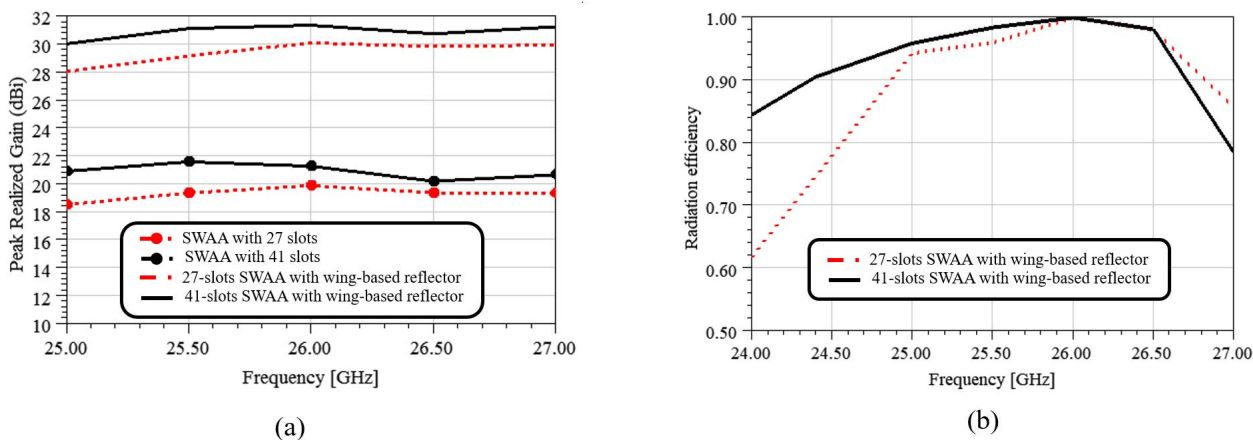 32
30
28
26
24
22
20
18
16
14
12
10
Peak Realized Gain (dBi)
SWAA with 27 slots
SWAA with 41 slots
27-slots SWAA with wing-based reflector
41-slots SWAA with wing-based reflector
25.00 25.50 26.00 26.50 27.00
Frequency [GHz]
(a)
1.00
0.90
0.80
0.70
0.60
0.50
Radiation efficiency
27-slots SWAA with wing-based reflector
41-slots SWAA with wing-based reflector
24.00 24.50 25.00 25.50 26.00 26.50 27.00
Frequency [GHz]
(b)